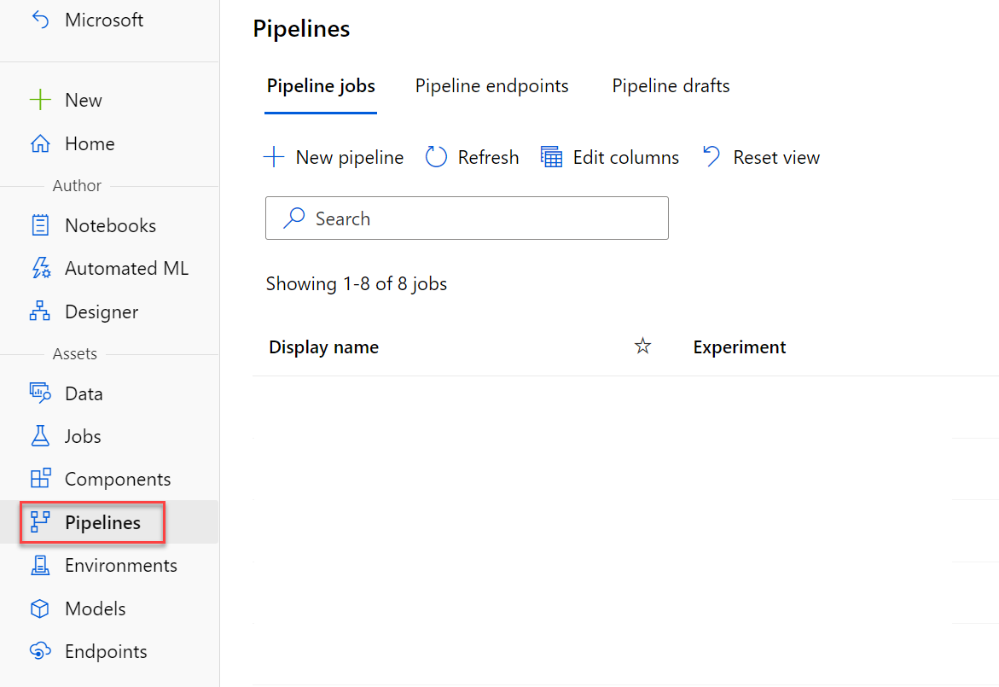 Microsoft
New
Home
Author
Notebooks
Automated ML
Designer
Assets
Data
Jobs
Components
Pipelines
Environments
Models
Endpoints
Pipelines
Pipeline jobs Pipeline endpoints Pipeline drafts
New pipeline Refresh Edit columns Reset view
Search
Showing 1-8 of 8 jobs
Display name Experiment